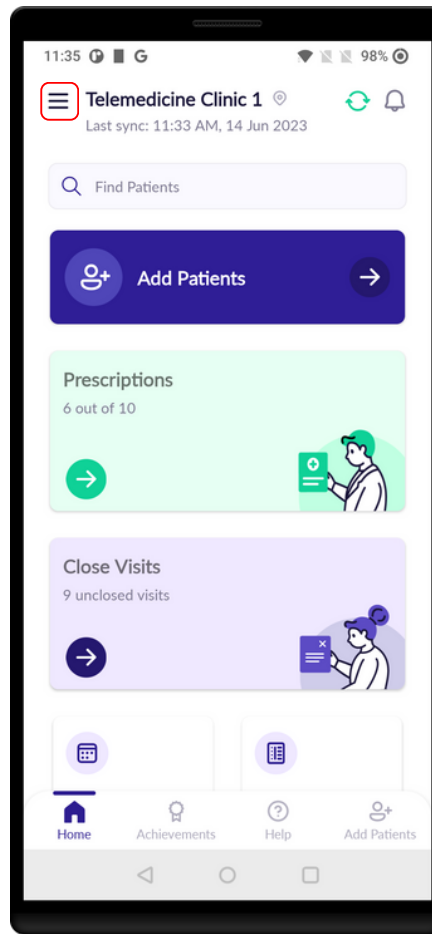 11:35 G 98%
Telemedicine Clinic 1
Last sync: 11:33 AM, 14 Jun 2023
Find Patients
Add Patients
Prescriptions
6 out of 10
Close Visits
9 unclosed visits
Home Achievements Help Add Patients